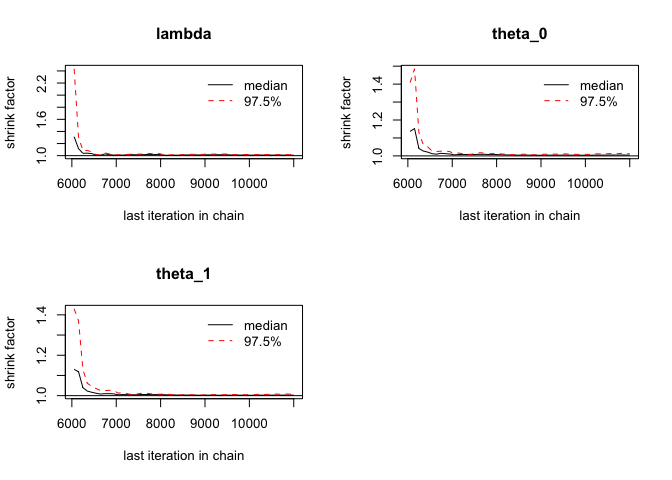 lambda
shrink factor
1.0 1.6 2.2
median
97.5%
6000 7000 8000 9000 10000
last iteration in chain
theta_0
shrink factor
1.0 1.2 1.4
median
97.5%
6000 7000 8000 9000 10000
last iteration in chain
theta_1
shrink factor
1.0 1.2 1.4
median
97.5%
6000 7000 8000 9000 10000
last iteration in chain